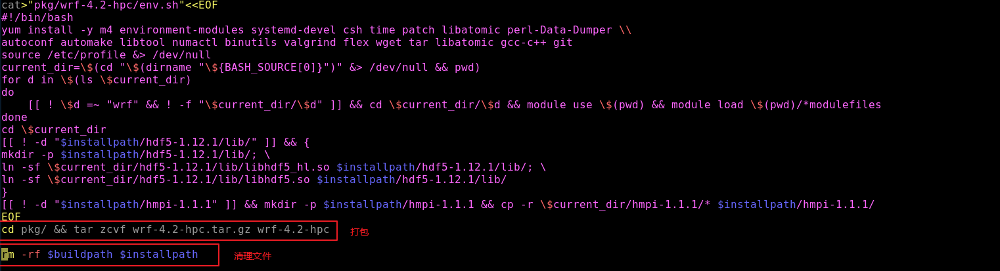 cat>"pkg/wrf-4.2-hpc/env.sh"<<EOF
#!/bin/bash
yum install -y m4 environment-modules systemd-devel csh time patch libatomic perl-Data-Dumper \\
autoconf automake libtool numactl binutils valgrind flex wget tar libatomic gcc-c++ git
source /etc/profile &> /dev/null
current_dir=\$(cd "\$(dirname "\${BASH_SOURCE[0]}")" &> /dev/null && pwd)
for d in \$(ls \$current_dir)
do
    [[ ! \$d =~ "wrf" && ! -f "\$current_dir/\$d" ]] && cd \$current_dir/\$d && module use \$(pwd) && module load \$(pwd)/*modulefiles
done
cd \$current_dir
[[ ! -d "$installpath/hdf5-1.12.1/lib/" ]] && {
mkdir -p $installpath/hdf5-1.12.1/lib/; \
ln -sf \$current_dir/hdf5-1.12.1/lib/libhdf5_hl.so $installpath/hdf5-1.12.1/lib/; \
ln -sf \$current_dir/hdf5-1.12.1/lib/libhdf5.so $installpath/hdf5-1.12.1/lib/
}
[[ ! -d "$installpath/hmpi-1.1.1" ]] && mkdir -p $installpath/hmpi-1.1.1 && cp -r \$current_dir/hmpi-1.1.1/* $installpath/hmpi-1.1.1/
EOF
cd pkg/ && tar zcvf wrf-4.2-hpc.tar.gz wrf-4.2-hpc 打包
rm -rf $buildpath $installpath 清理文件